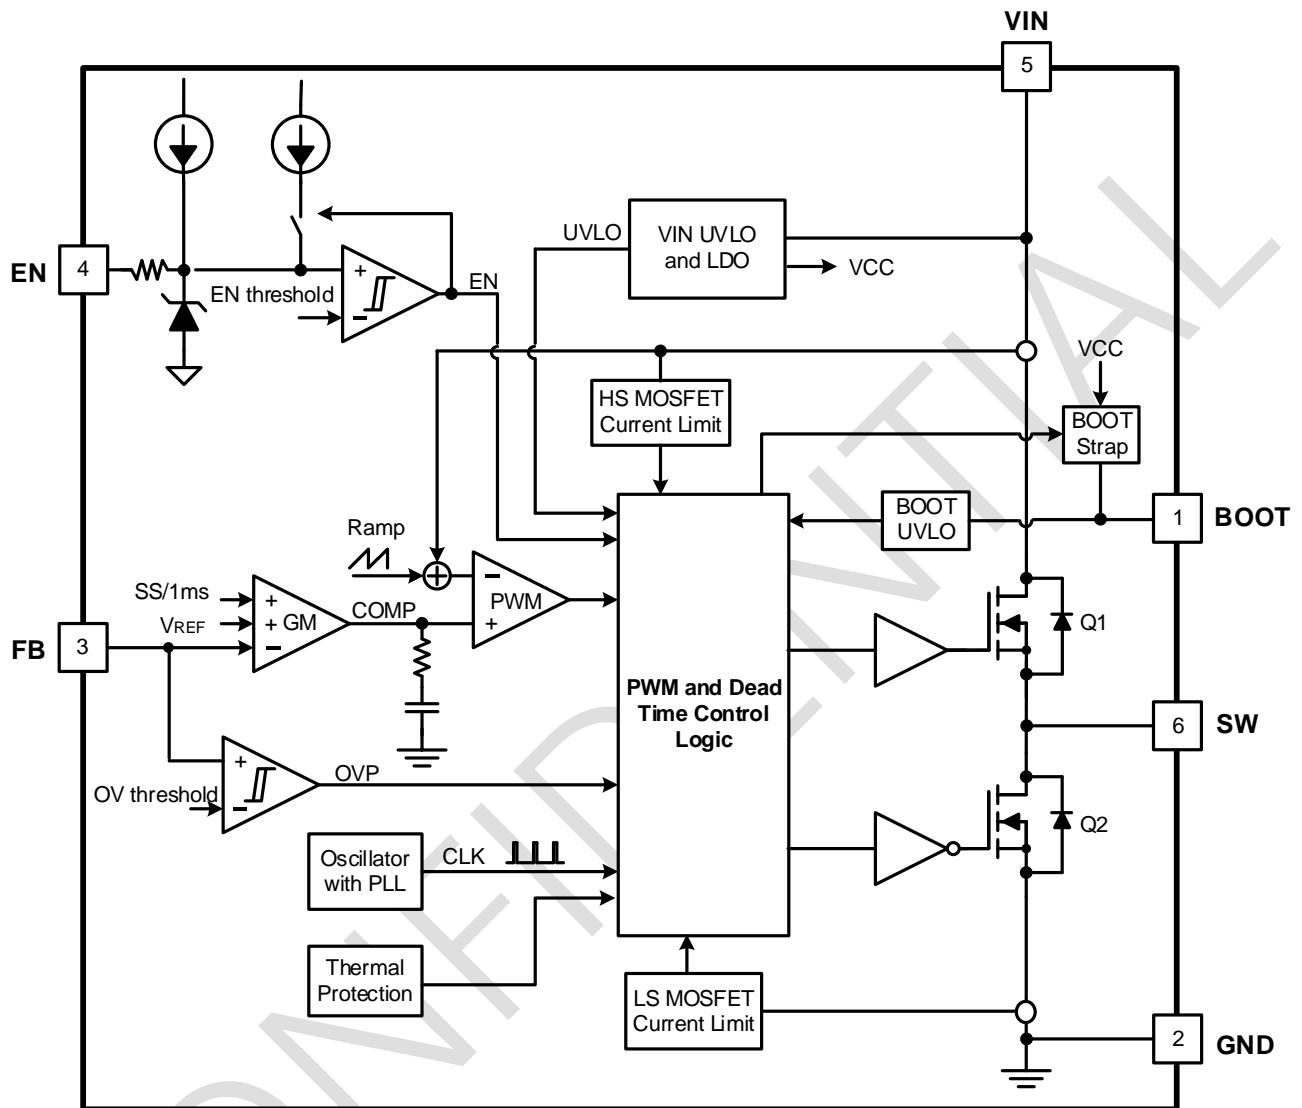 VIN
5
UVLO
VIN UVLO
and LDO
VCC
EN
4
EN threshold
+
−
EN
VCC
HS MOSFET
Current Limit
BOOT
Strap
BOOT
UVLO
1
BOOT
Ramp
SS/1ms
VREF
+
+
−
GM
COMP
−
+
PWM
FB
3
PWM and Dead
Time Control
Logic
Q1
6
SW
OV threshold
+
−
OVP
Q2
Oscillator
with PLL
CLK
Thermal
Protection
LS MOSFET
Current Limit
2
GND
CONFIDENTIAL